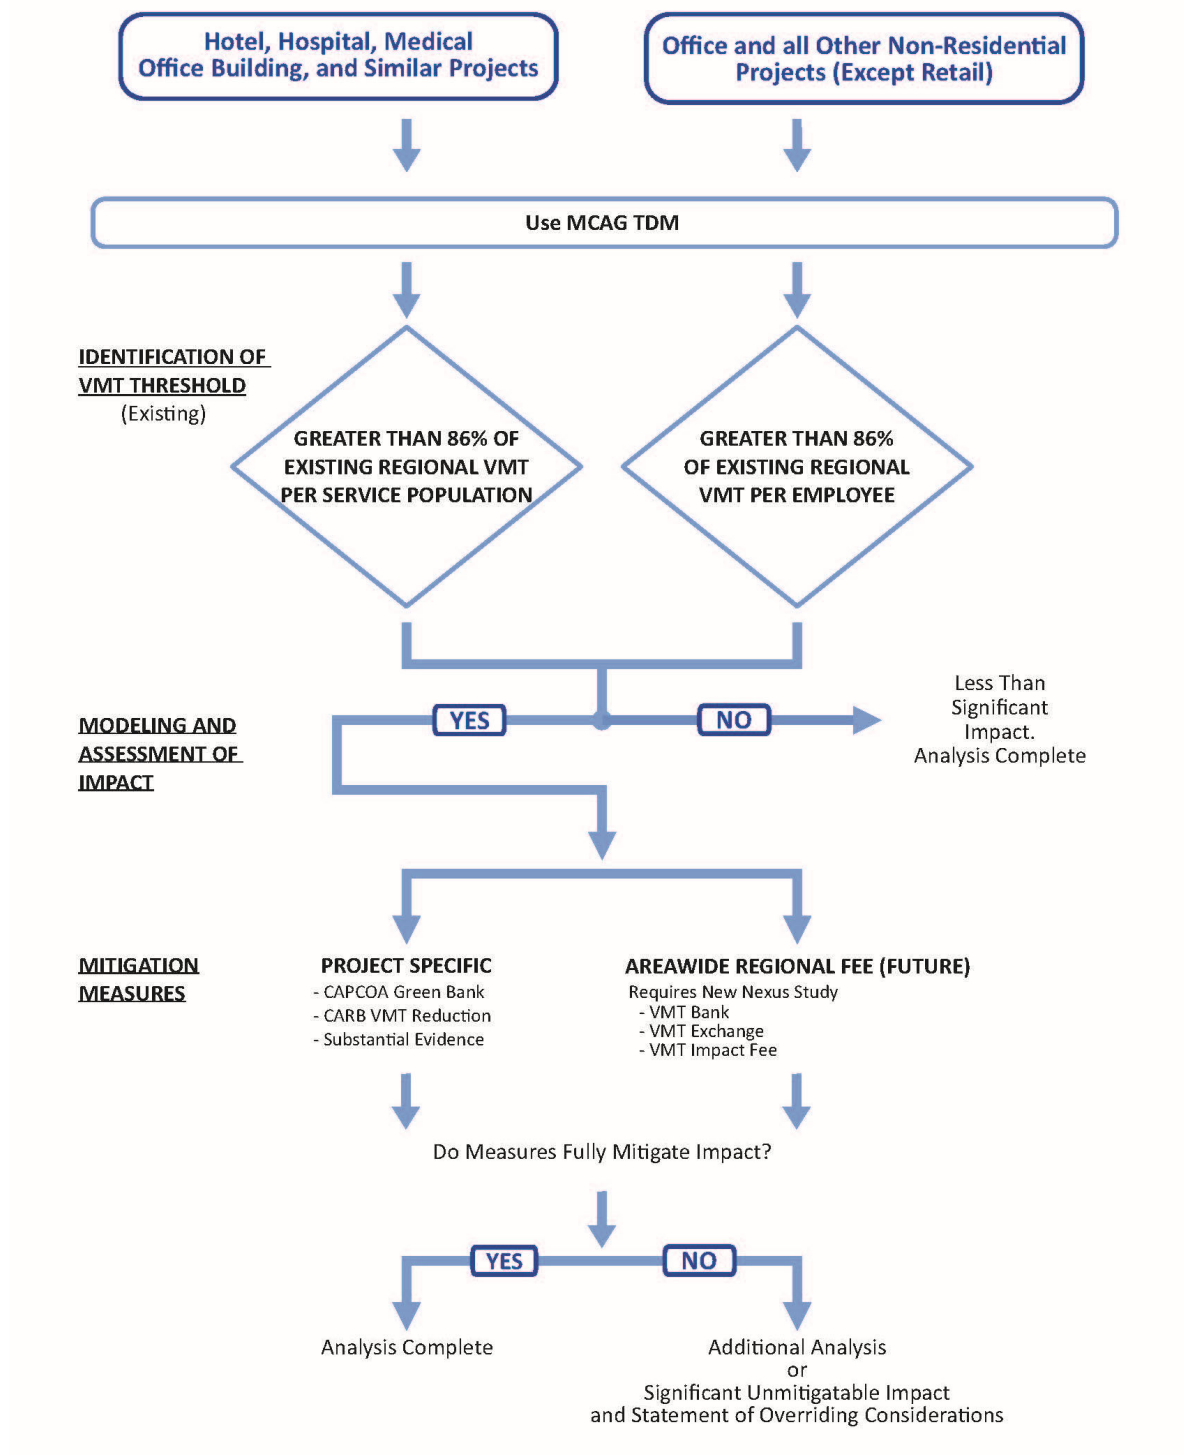 Hotel, Hospital, Medical
Office Building, and Similar Projects
Office and all Other Non-Residential
Projects (Except Retail)
Use MCAG TDM
IDENTIFICATION OF
VMT THRESHOLD
(Existing)
GREATER THAN 86% OF
EXISTING REGIONAL VMT
PER SERVICE POPULATION
GREATER THAN 86%
OF EXISTING REGIONAL
VMT PER EMPLOYEE
MODELING AND
ASSESSMENT OF
IMPACT
YES
NO
Less Than
Significant
Impact.
Analysis Complete
MITIGATION
MEASURES
PROJECT SPECIFIC
- CAPCOA Green Bank
- CARB VMT Reduction
- Substantial Evidence
AREAWIDE REGIONAL FEE (FUTURE)
Requires New Nexus Study
- VMT Bank
- VMT Exchange
- VMT Impact Fee
Do Measures Fully Mitigate Impact?
YES
NO
Analysis Complete
Additional Analysis
or
Significant Unmitigatable Impact
and Statement of Overriding Considerations